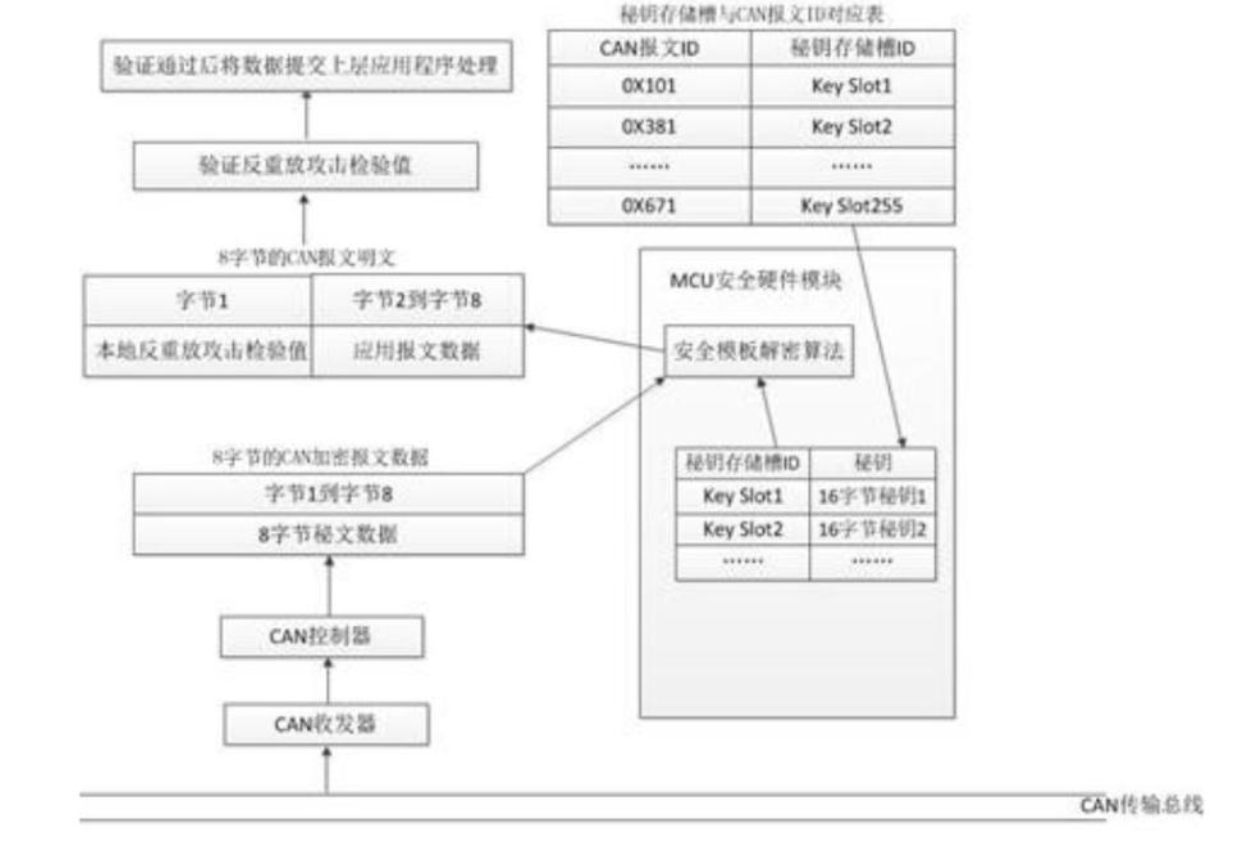 秘钥存储槽与CAN报文ID对应表
CAN报文ID 秘钥存储槽ID
0X101 Key Slot1
0X381 Key Slot2
…… ……
0X671 Key Slot255
验证通过后将数据提交上层应用程序处理
验证反重放攻击检验值
8字节的CAN报文明文
字节1 字节2到字节8
本地反重放攻击检验值 应用报文数据
MCU安全硬件模块
安全模板解密算法
秘钥存储槽ID 秘钥
Key Slot1 16字节秘钥1
Key Slot2 16字节秘钥2
…… ……
8字节的CAN加密报文数据
字节1到字节8
8字节秘文数据
CAN控制器
CAN收发器
CAN传输总线